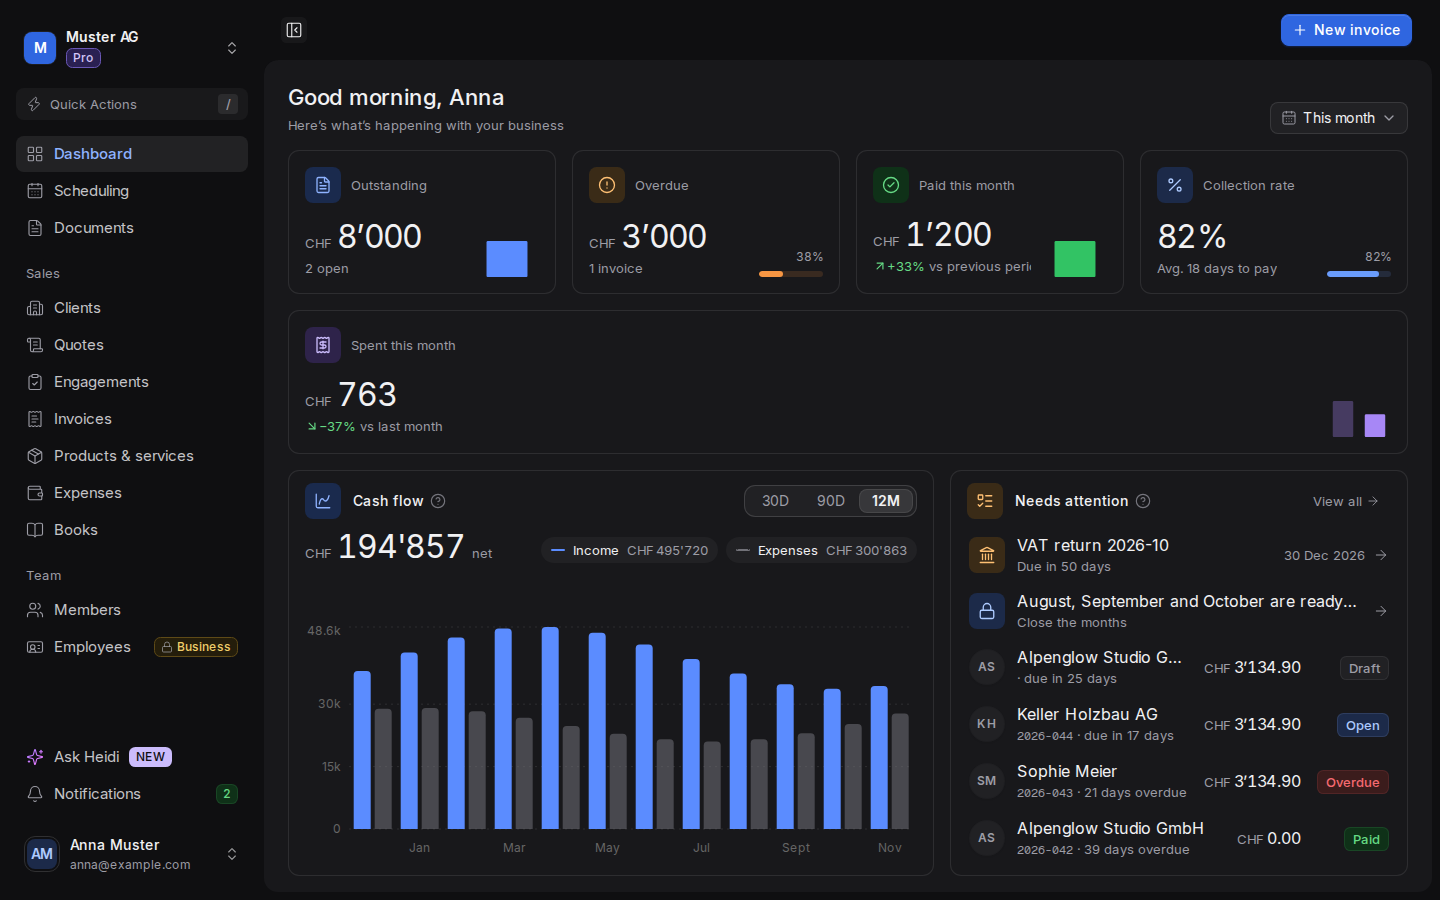 M Muster AG
Pro
Quick Actions /
Dashboard
Scheduling
Documents
Sales
Clients
Quotes
Engagements
Invoices
Products & services
Expenses
Books
Team
Members
Employees Business
Ask Heidi NEW
Notifications 2
AM Anna Muster
anna@example.com
New invoice
Good morning, Anna
Here’s what’s happening with your business
This month
Outstanding
CHF 8’000
2 open
Overdue
CHF 3’000
1 invoice
38%
Paid this month
CHF 1’200
+33% vs previous peri
Collection rate
82%
Avg. 18 days to pay
82%
Spent this month
CHF 763
−37% vs last month
Cash flow
30D 90D 12M
CHF 194'857 net
Income CHF 495'720
Expenses CHF 300'863
48.6k
30k
15k
0
Jan Mar May Jul Sept Nov
Needs attention
View all
VAT return 2026-10
Due in 50 days
30 Dec 2026
August, September and October are ready…
Close the months
AS Alpenglow Studio G… CHF 3’134.90 Draft
· due in 25 days
KH Keller Holzbau AG CHF 3’134.90 Open
2026-044 · due in 17 days
SM Sophie Meier CHF 3’134.90 Overdue
2026-043 · 21 days overdue
AS Alpenglow Studio GmbH CHF 0.00 Paid
2026-042 · 39 days overdue